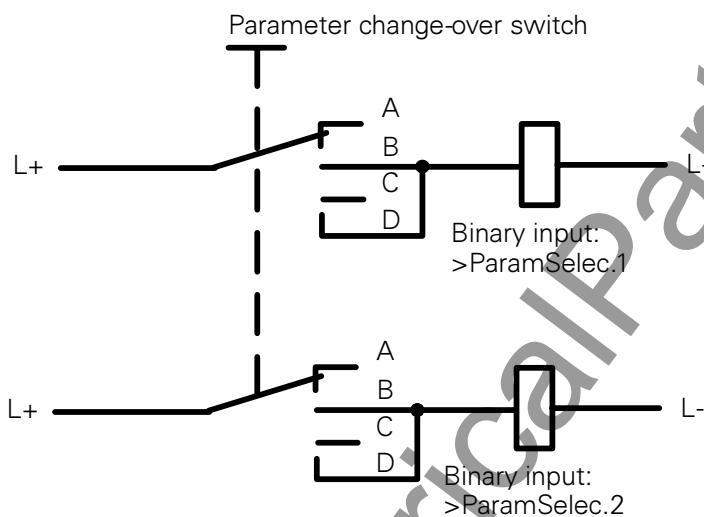 Parameter change-over switch
A
L+
B
L-
C
D
Binary input:
>ParamSelec.1
A
L+
B
L-
C
D
Binary input:
>ParamSelec.2